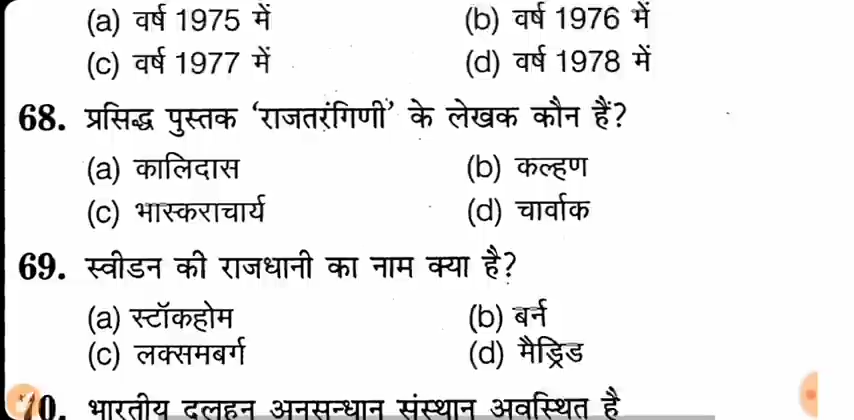 (a) वर्ष 1975 में (b) वर्ष 1976 में
(c) वर्ष 1977 में (d) वर्ष 1978 में
68. प्रसिद्ध पुस्तक ‘राजतरंगिणी’ के लेखक कौन हैं?
(a) कालिदास (b) कल्हण
(c) भास्कराचार्य (d) चार्वाक
69. स्वीडन की राजधानी का नाम क्या है?
(a) स्टॉकहोम (b) बर्न
(c) लक्समबर्ग (d) मैड्रिड
70. भारतीय दलहन अनुसन्धान संस्थान अवस्थित है